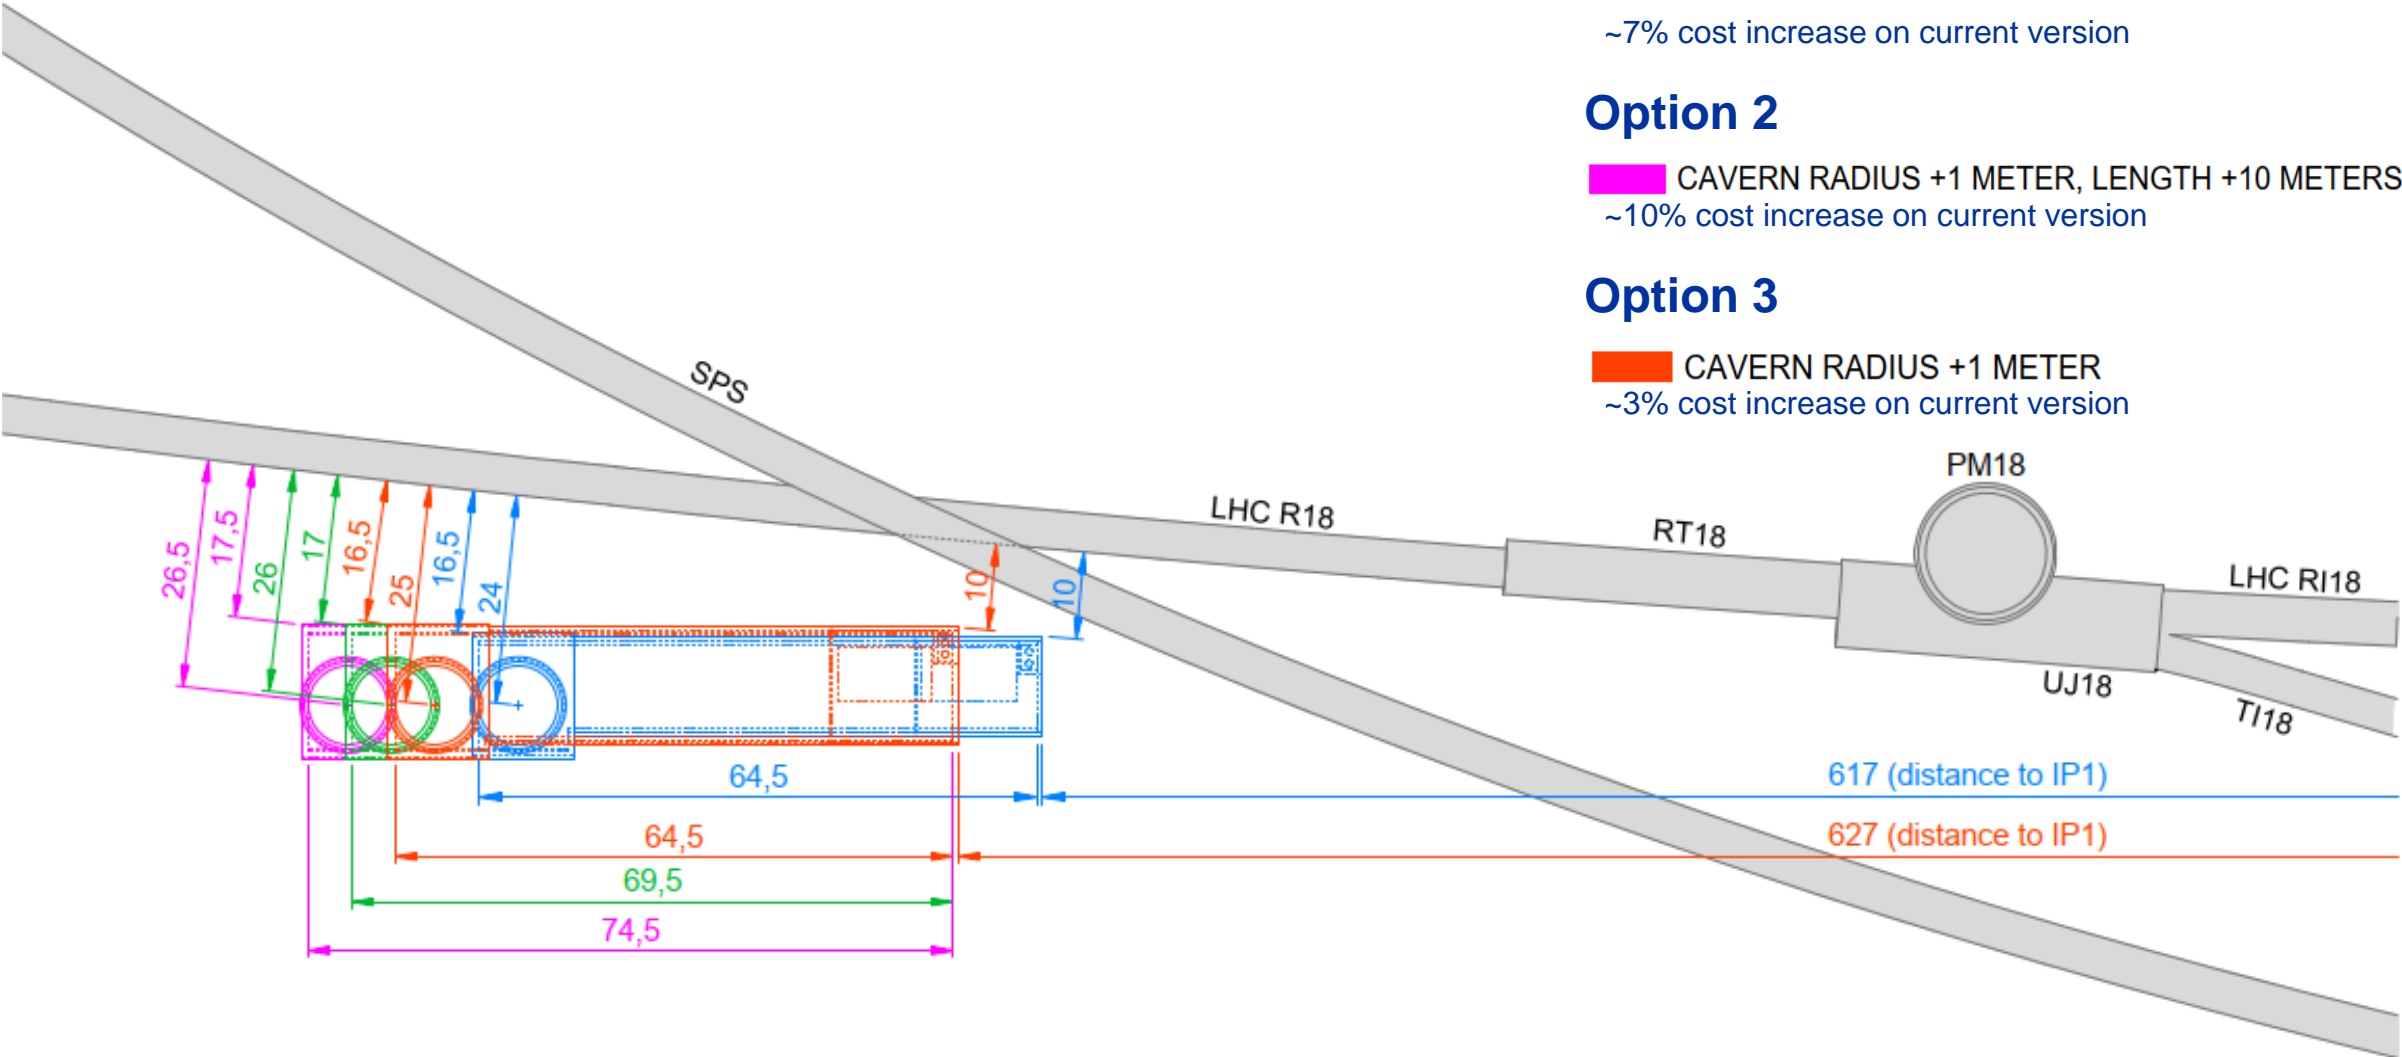 ~7% cost increase on current version
Option 2
CAVERN RADIUS +1 METER, LENGTH +10 METERS
~10% cost increase on current version
Option 3
CAVERN RADIUS +1 METER
~3% cost increase on current version
SPS
PM18
LHC R18
RT18
LHC RI18
UJ18
TI18
26,5
17,5
26
17
16,5
25
16,5
24
10
10
64,5
617 (distance to IP1)
64,5
627 (distance to IP1)
69,5
74,5